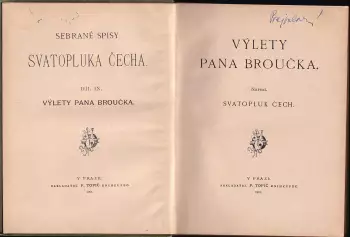 SEBRANÉ SPISY
SVATOPLUKA ČECHA.
DÍL IX.
VÝLETY PANA BROUČKA.
V PRAZE.
NAKLADATEL F. TOPIČ KNIHKUPEC
VÝLETY
PANA BROUČKA.
Napsal
SVATOPLUK ČECH.
V PRAZE.
NAKLADATEL F. TOPIČ KNIHKUPEC